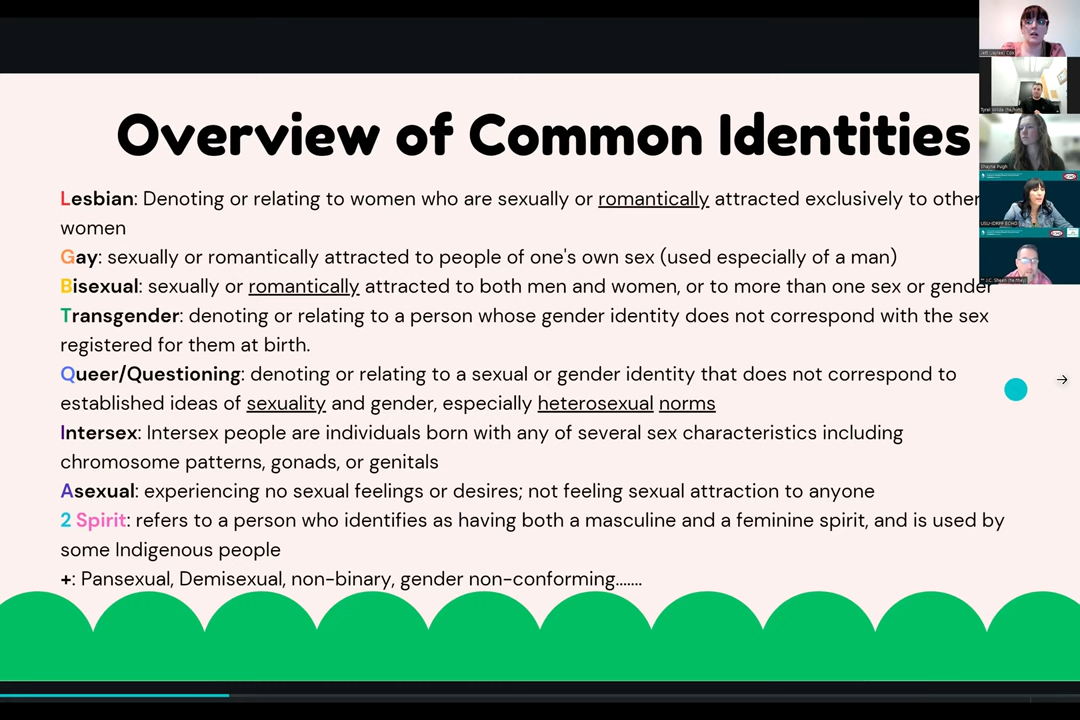 Overview of Common Identities
Lesbian: Denoting or relating to women who are sexually or romantically attracted exclusively to other
women
Gay: sexually or romantically attracted to people of one's own sex (used especially of a man)
Bisexual: sexually or romantically attracted to both men and women, or to more than one sex or gender
Transgender: denoting or relating to a person whose gender identity does not correspond with the sex
registered for them at birth.
Queer/Questioning: denoting or relating to a sexual or gender identity that does not correspond to
established ideas of sexuality and gender, especially heterosexual norms
Intersex: Intersex people are individuals born with any of several sex characteristics including
chromosome patterns, gonads, or genitals
Asexual: experiencing no sexual feelings or desires; not feeling sexual attraction to anyone
2 Spirit: refers to a person who identifies as having both a masculine and a feminine spirit, and is used by
some Indigenous people
+: Pansexual, Demisexual, non-binary, gender non-conforming.......
Shayna Pugh
USU-IDRPP ECHO